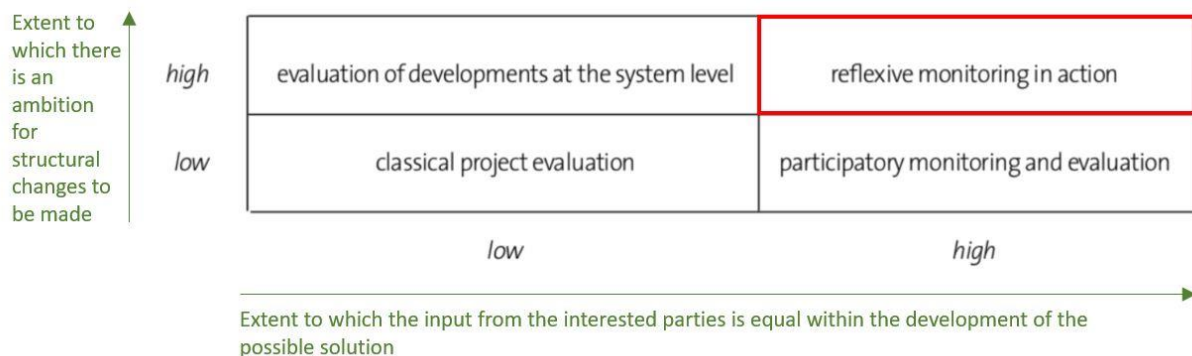 Extent to
which there
is an
ambition
for
structural
changes to
be made
high
evaluation of developments at the system level
reflexive monitoring in action
low
classical project evaluation
participatory monitoring and evaluation
low
high
Extent to which the input from the interested parties is equal within the development of the
possible solution